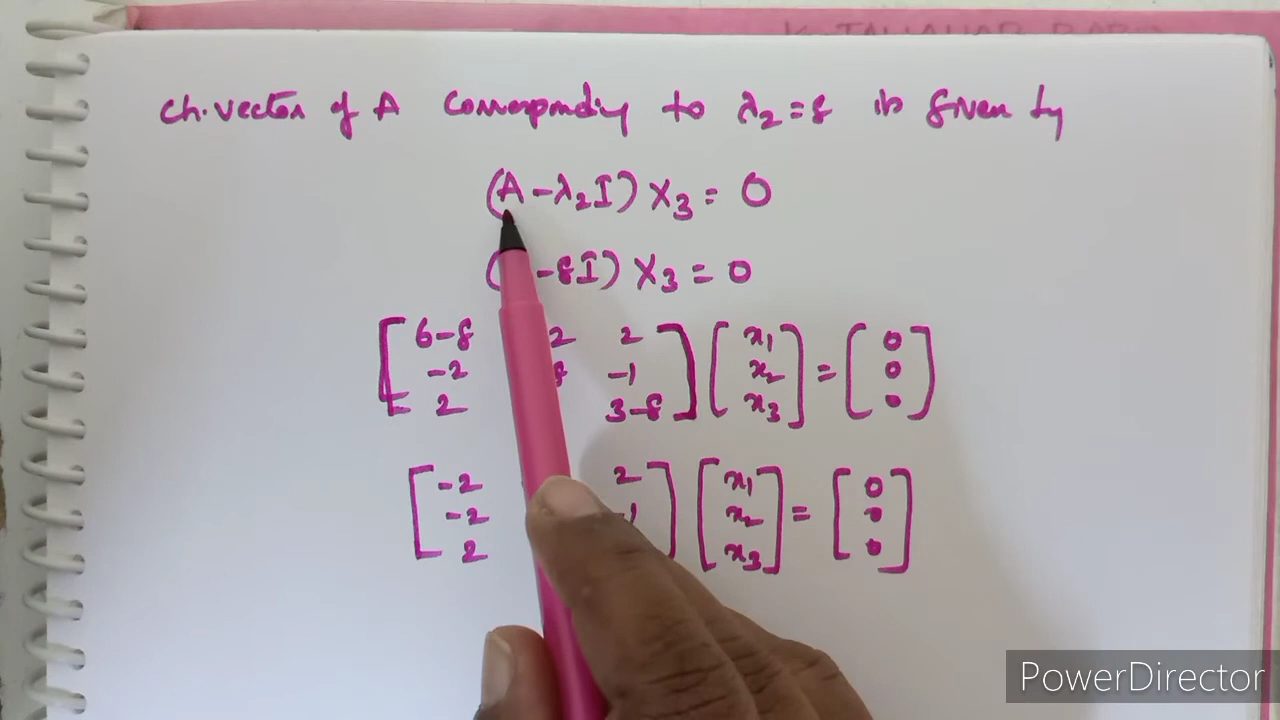 ch. vector of A corresponding to λ₂ = 8 is given by
(A - λ₂I) X₃ = 0
( - 8I) X₃ = 0
[ 6-8 2 2 ] [ x₁ ] = [ 0 ]
[ -2 8 -1 ] [ x₂ ] = [ 0 ]
[ 2 3-8 ] [ x₃ ] = [ 0 ]
[ -2 2 ] [ x₁ ] = [ 0 ]
[ -2 -1 ] [ x₂ ] = [ 0 ]
[ 2 ] [ x₃ ] = [ 0 ]
PowerDirector